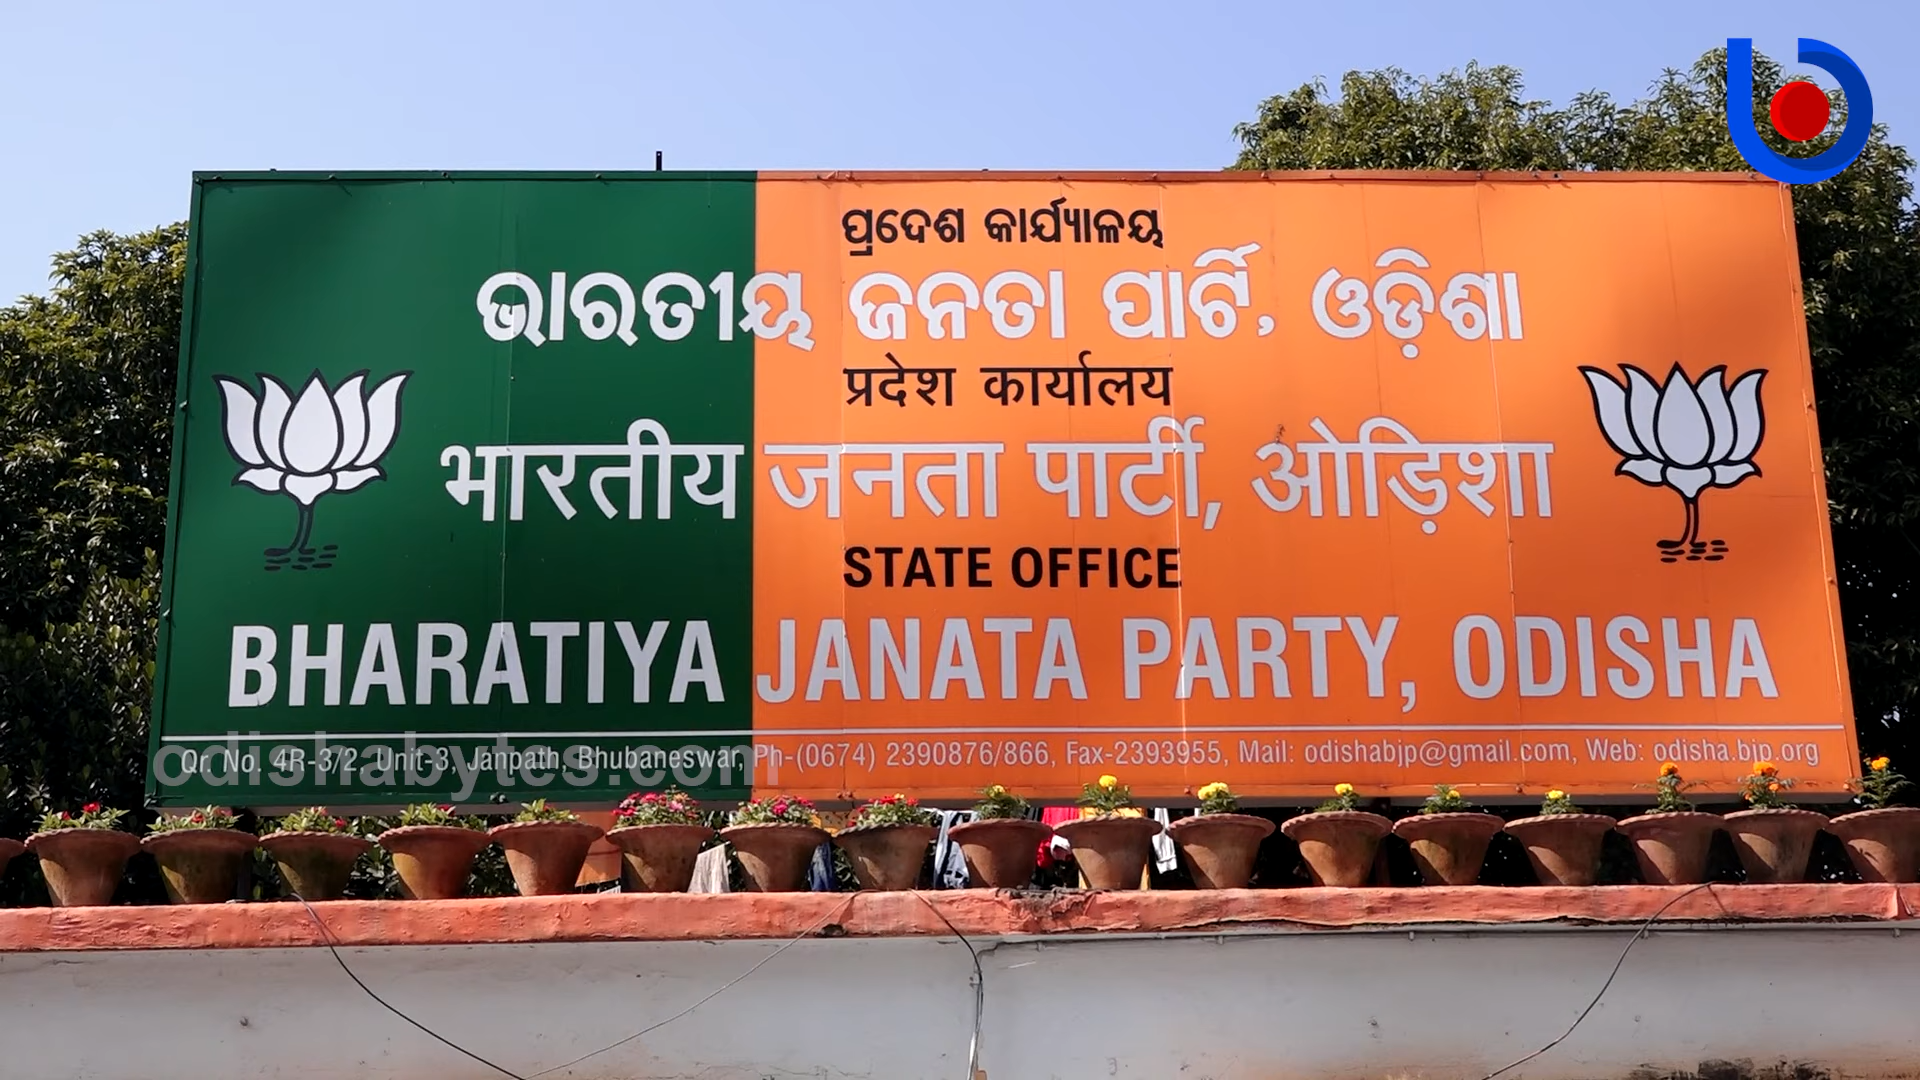 ପ୍ରଦେଶ କାର୍ଯ୍ୟାଳୟ
ଭାରତୀୟ ଜନତା ପାର୍ଟି, ଓଡ଼ିଶା
प्रदेश कार्यालय
भारतीय जनता पार्टी, ओड़िशा
STATE OFFICE
BHARATIYA JANATA PARTY, ODISHA
Qr. No. 4R-3/2, Unit-3, Janpath, Bhubaneswar, Ph-(0674) 2390876/866, Fax-2393955, Mail: odishabjp@gmail.com, Web: odisha.bjp.org
odishabytes.com